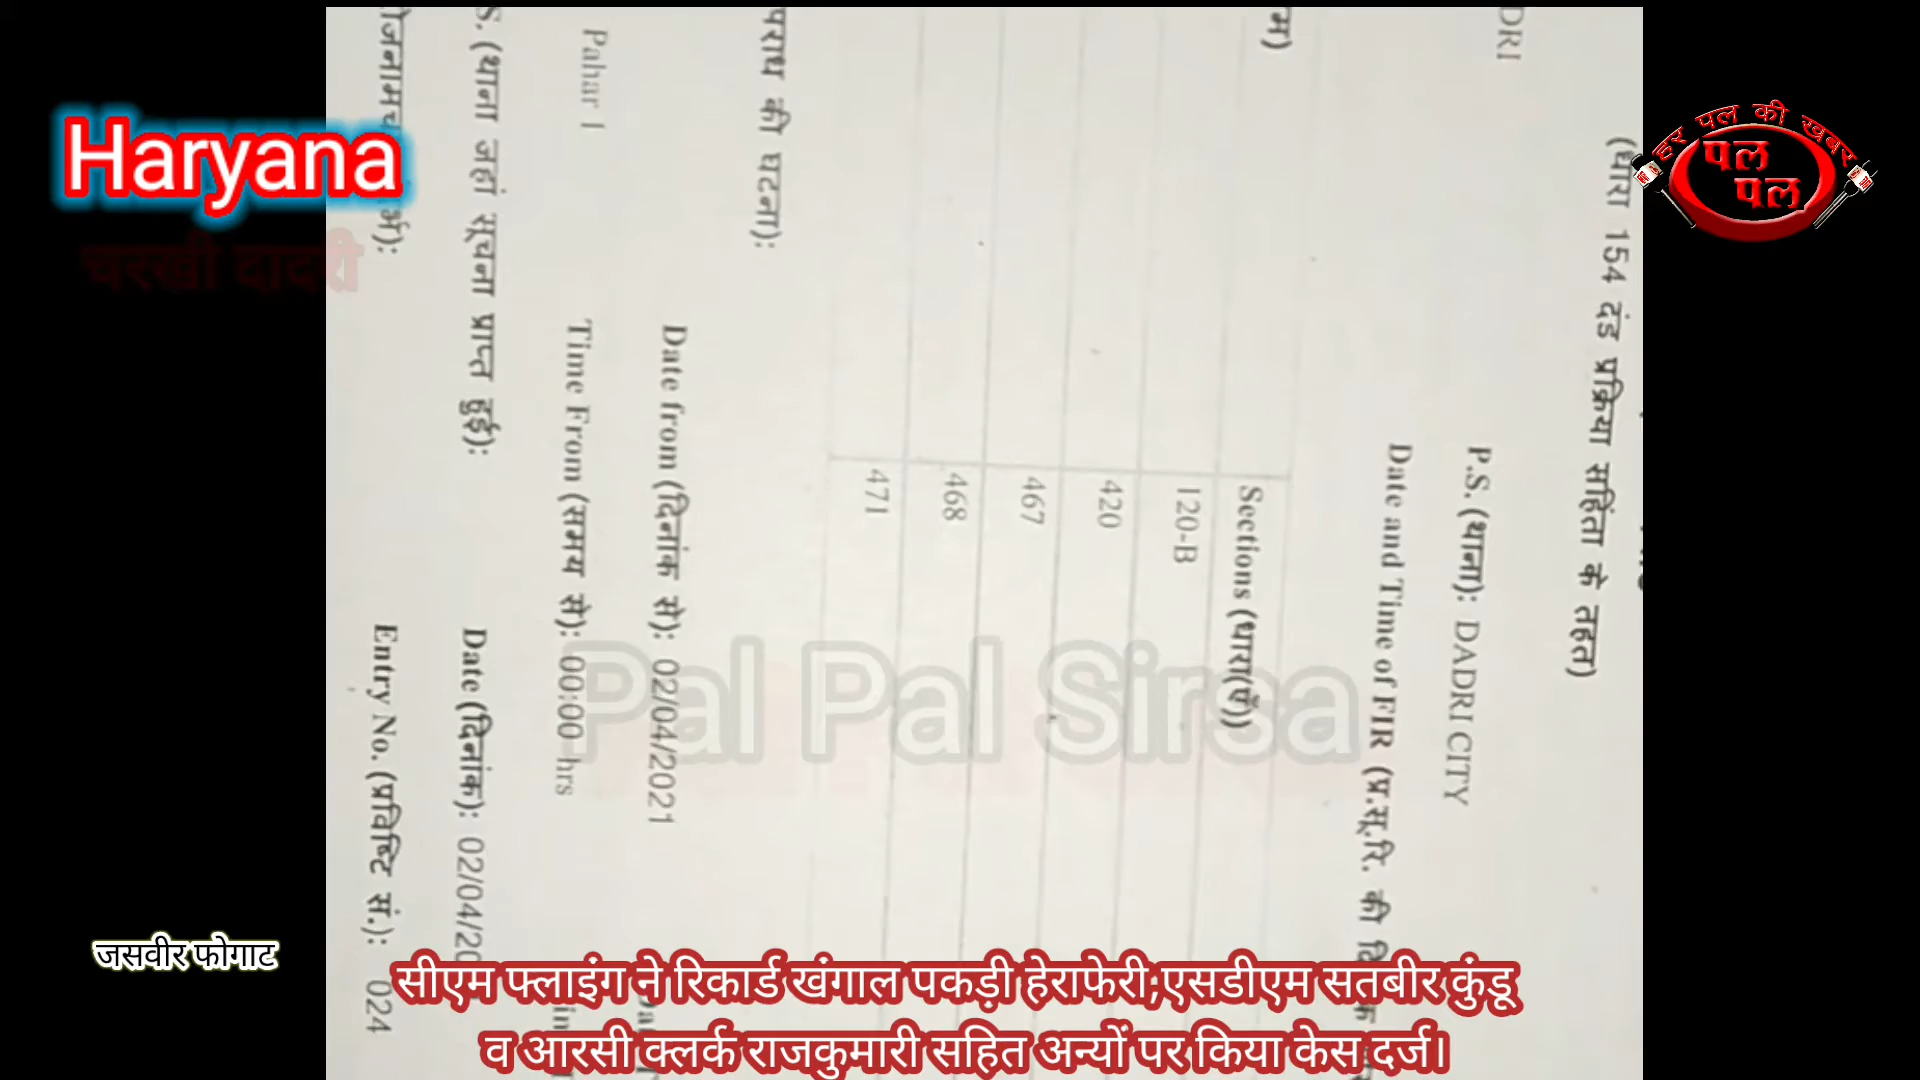 Haryana
चरखी दादरी
हर पल की खबर
पल
पल
(धारा 154 दंड प्रक्रिया सहिंता के तहत)
DRI
P.S. (थाना): DADRI CITY
Date and Time of FIR (प्र.सू.रि. की
Sections (धारा(एँ))
120-B
420
467
468
471
की घटना):
Date from (दिनांक से): 02/04/2021
Pahar 1
Time From (समय से): 00:00 hrs
S. (थाना जहां सूचना प्राप्त हुई):
Date (दिनांक): 02/04/20
Entry No. (प्रविष्टि सं.): 024
Pal Pal Sirsa
जसवीर फोगाट
सीएम फ्लाइंग ने रिकार्ड खंगाल पकड़ी हेराफेरी;एसडीएम सतबीर कुंडू
व आरसी क्लर्क राजकुमारी सहित अन्यों पर किया केस दर्ज।